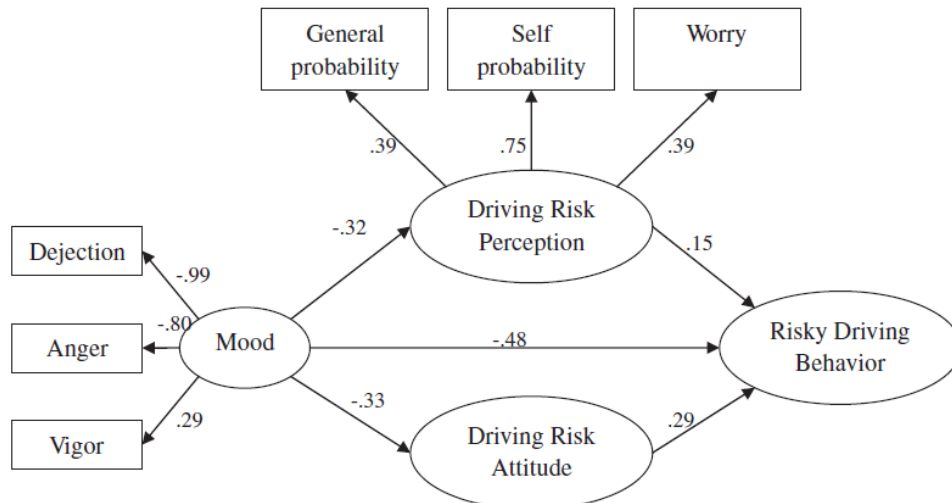 General
probability
Self
probability
Worry
.39
.75
.39
Driving Risk
Perception
-.32
.15
Dejection
-.99
Anger
-.80
Mood
-.48
Risky Driving
Behavior
Vigor
.29
-.33
Driving Risk
Attitude
.29